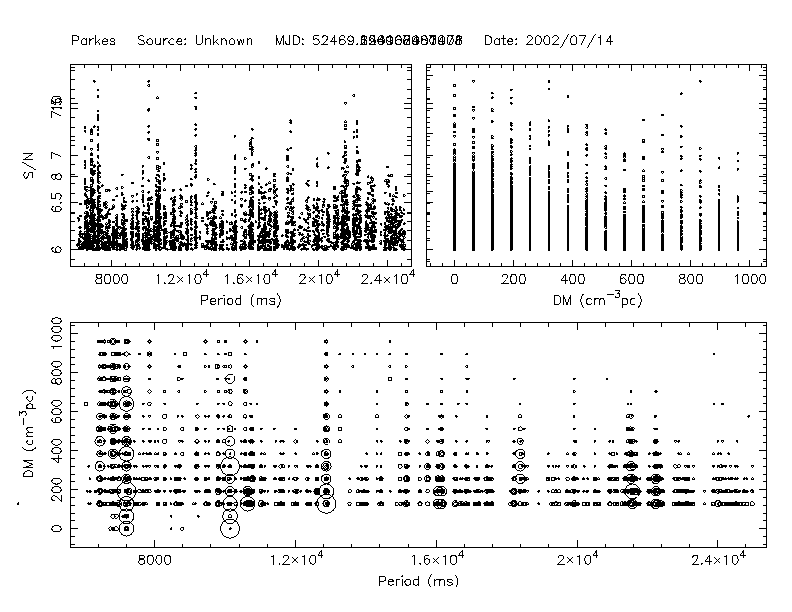 Parkes Source: Unknown MJD: Date: 2002/07/14
S/N
7
8
6.5
6
8000 1.2×10⁴ 1.6×10⁴ 2×10⁴ 2.4×10⁴
Period (ms)
0 200 400 600 800 1000
DM (cm⁻³pc)
DM (cm⁻³pc)
1000
800
600
400
200
0
8000 1.2×10⁴ 1.6×10⁴ 2×10⁴ 2.4×10⁴
Period (ms)